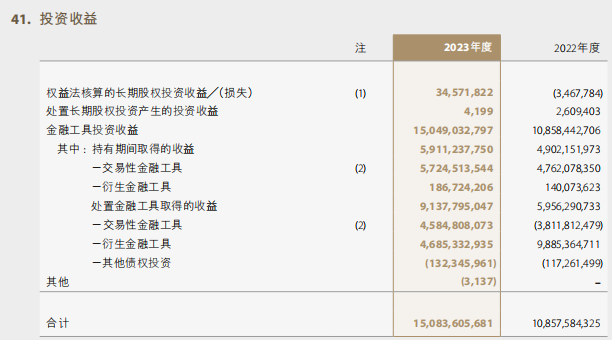 41. 投资收益
注 2023年度 2022年度
权益法核算的长期股权投资收益／(损失) (1) 34,571,822 (3,467,784)
处置长期股权投资产生的投资收益 4,199 2,609,403
金融工具投资收益 15,049,032,797 10,858,442,706
其中：持有期间取得的收益 5,911,237,750 4,902,151,973
－交易性金融工具 (2) 5,724,513,544 4,762,078,350
－衍生金融工具 186,724,206 140,073,623
处置金融工具取得的收益 9,137,795,047 5,956,290,733
－交易性金融工具 (2) 4,584,808,073 (3,811,812,479)
－衍生金融工具 4,685,332,935 9,885,364,711
－其他债权投资 (132,345,961) (117,261,499)
其他 (3,137) –
合计 15,083,605,681 10,857,584,325